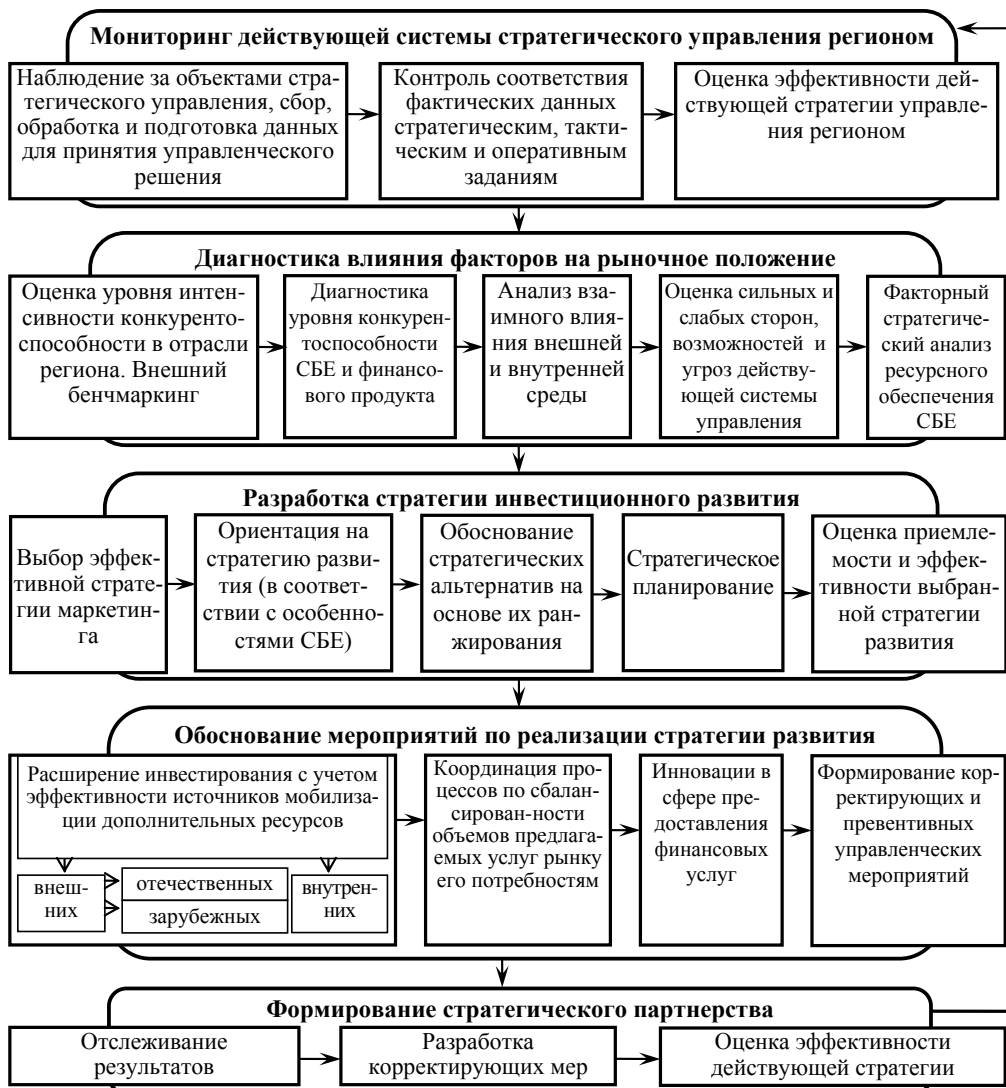 Мониторинг действующей системы стратегического управления регионом
Наблюдение за объектами стра-
тегического управления, сбор,
обработка и подготовка данных
для принятия управленческого
решения
Контроль соответствия
фактических данных
стратегическим, такти-
ческим и оперативным
заданиям
Оценка эффективности дей-
ствующей стратегии управле-
ния регионом
Диагностика влияния факторов на рыночное положение
Оценка уровня интен-
сивности конкуренто-
способности в отрасли
региона. Внешний
бенчмаркинг
Диагностика
уровня конкурен-
тоспособности
СБЕ и финансо-
вого продукта
Анализ вза-
имного влия-
ния внешней
и внутренней
среды
Оценка сильных и
слабых сторон,
возможностей и
угроз действу-
ющей системы
управления
Факторный
стратегиче-
ский анализ
ресурсного
обеспечения
СБЕ
Разработка стратегии инвестиционного развития
Выбор эффек-
тивной страте-
гии маркетин-
га
Ориентация на
стратегию разви-
тия (в соответ-
ствии с особенно-
стями СБЕ)
Обоснование
стратегических
альтернатив на
основе их ран-
жирования
Стратегическое
планирование
Оценка приемле-
мости и эффек-
тивности выбран-
ной стратегии
развития
Обоснование мероприятий по реализации стратегии развития
Расширение инвестирования с учетом
эффективности источников мобилиза-
ции дополнительных ресурсов
внеш-
них
отечественных
зарубежных
внутрен-
них
Координация про-
цессов по сбалан-
сирован-ности
объемов предлага-
емых услуг рынку
его потребностям
Инновации в
сфере пре-
доставления
финансовых
услуг
Формирование кор-
ректирующих и
превентивных
управленческих
мероприятий
Формирование стратегического партнерства
Отслеживание
результатов
Разработка
корректирующих мер
Оценка эффективности
действующей стратегии